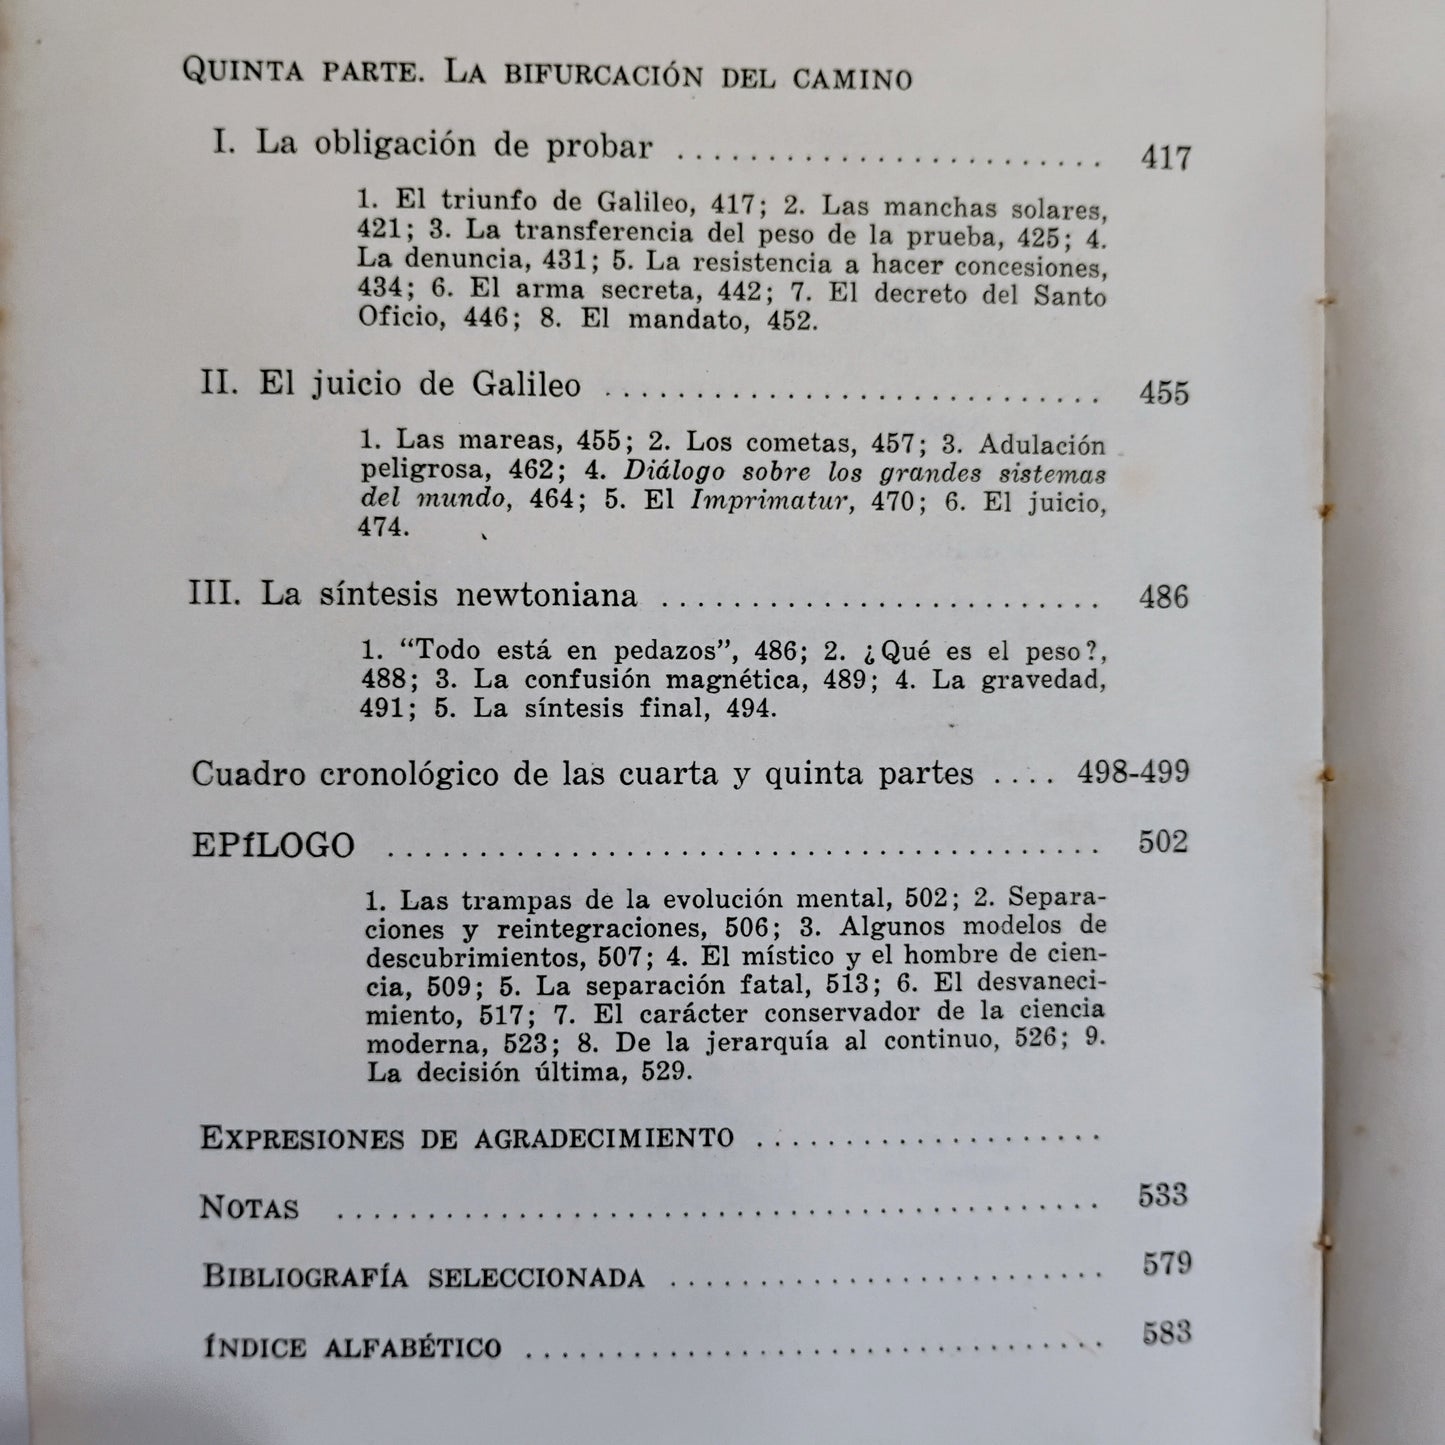 QUINTA PARTE. LA BIFURCACIÓN DEL CAMINO
I. La obligación de probar ........................ 417
1. El triunfo de Galileo, 417; 2. Las manchas solares,
421; 3. La transferencia del peso de la prueba, 425; 4.
La denuncia, 431; 5. La resistencia a hacer concesiones,
434; 6. El arma secreta, 442; 7. El decreto del Santo
Oficio, 446; 8. El mandato, 452.
II. El juicio de Galileo ............................ 455
1. Las mareas, 455; 2. Los cometas, 457; 3. Adulación
peligrosa, 462; 4. Diálogo sobre los grandes sistemas
del mundo, 464; 5. El Imprimatur, 470; 6. El juicio,
474.
III. La síntesis newtoniana ......................... 486
1. “Todo está en pedazos”, 486; 2. ¿Qué es el peso?,
488; 3. La confusión magnética, 489; 4. La gravedad,
491; 5. La síntesis final, 494.
Cuadro cronológico de las cuarta y quinta partes .... 498-499
EPÍLOGO ........................................ 502
1. Las trampas de la evolución mental, 502; 2. Separa-
ciones y reintegraciones, 506; 3. Algunos modelos de
descubrimientos, 507; 4. El místico y el hombre de cien-
cia, 509; 5. La separación fatal, 513; 6. El desvaneci-
miento, 517; 7. El carácter conservador de la ciencia
moderna, 523; 8. De la jerarquía al continuo, 526; 9.
La decisión última, 529.
EXPRESIONES DE AGRADECIMIENTO ....................
NOTAS ........................................... 533
BIBLIOGRAFÍA SELECCIONADA ......................... 579
ÍNDICE ALFABÉTICO ................................. 583